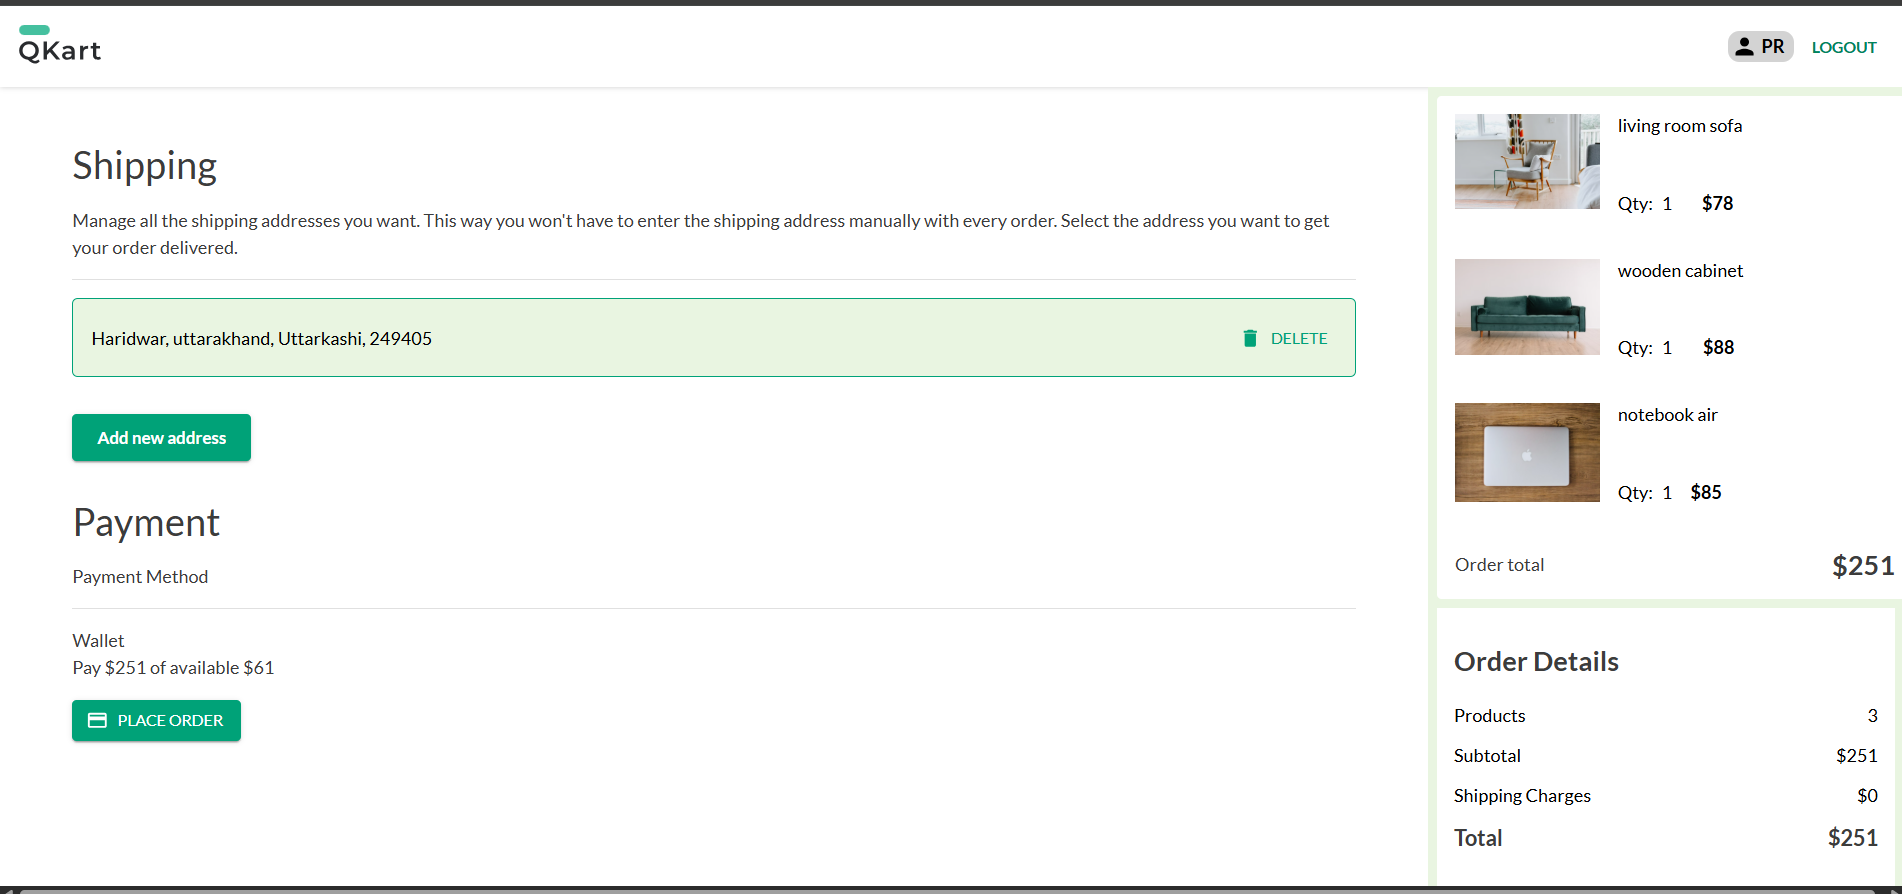 QKart
PR
LOGOUT
Shipping
Manage all the shipping addresses you want. This way you won't have to enter the shipping address manually with every order. Select the address you want to get
your order delivered.
Haridwar, uttarakhand, Uttarkashi, 249405
DELETE
Add new address
Payment
Payment Method
Wallet
Pay $251 of available $61
PLACE ORDER
living room sofa
Qty: 1 $78
wooden cabinet
Qty: 1 $88
notebook air
Qty: 1 $85
Order total $251
Order Details
Products 3
Subtotal $251
Shipping Charges $0
Total $251